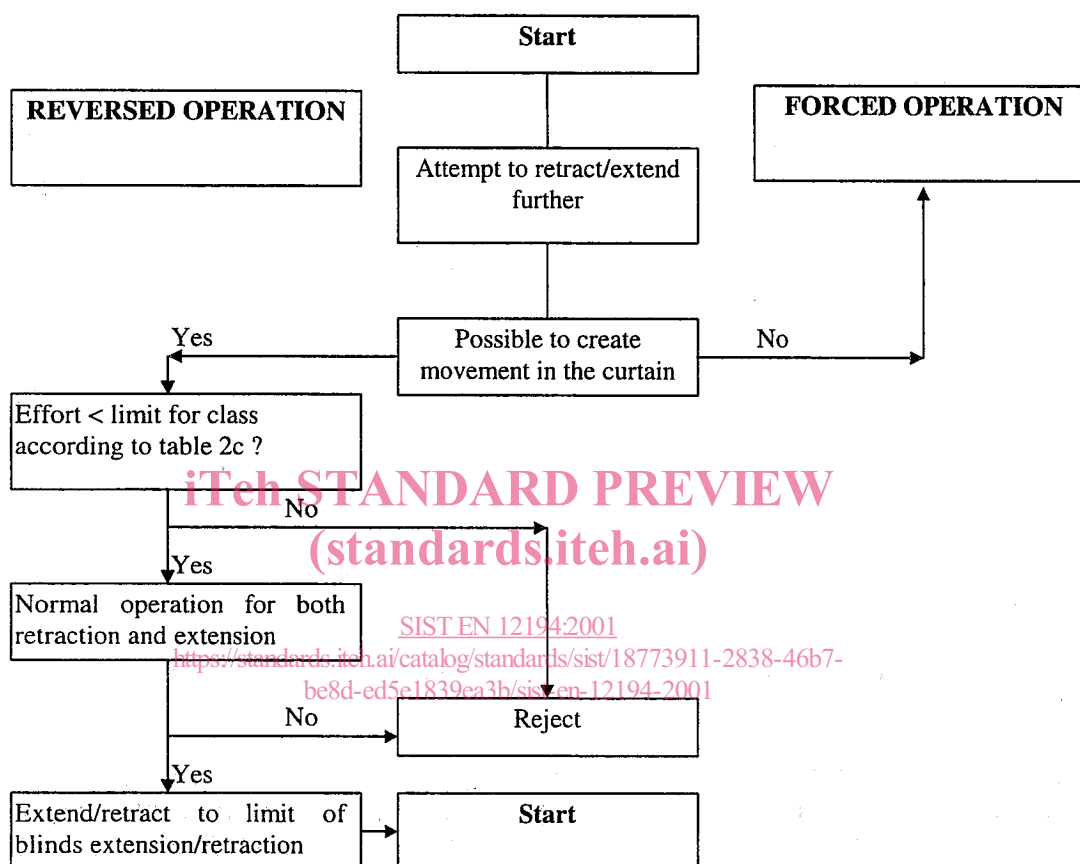 Start
REVERSED OPERATION
FORCED OPERATION
Attempt to retract/extend
further
Yes
Possible to create
movement in the curtain
No
Effort < limit for class
according to table 2c ?
iTeh STANDARD PREVIEW
No
(standards.iteh.ai)
Yes
Normal operation for both
retraction and extension
SIST EN 12194:2001
https://standards.iteh.ai/catalog/standards/sist/18773911-2838-46b7-
be8d-ed5e1839ea3b/sist-en-12194-2001
No
Reject
Yes
Extend/retract to limit of
blinds extension/retraction
Start